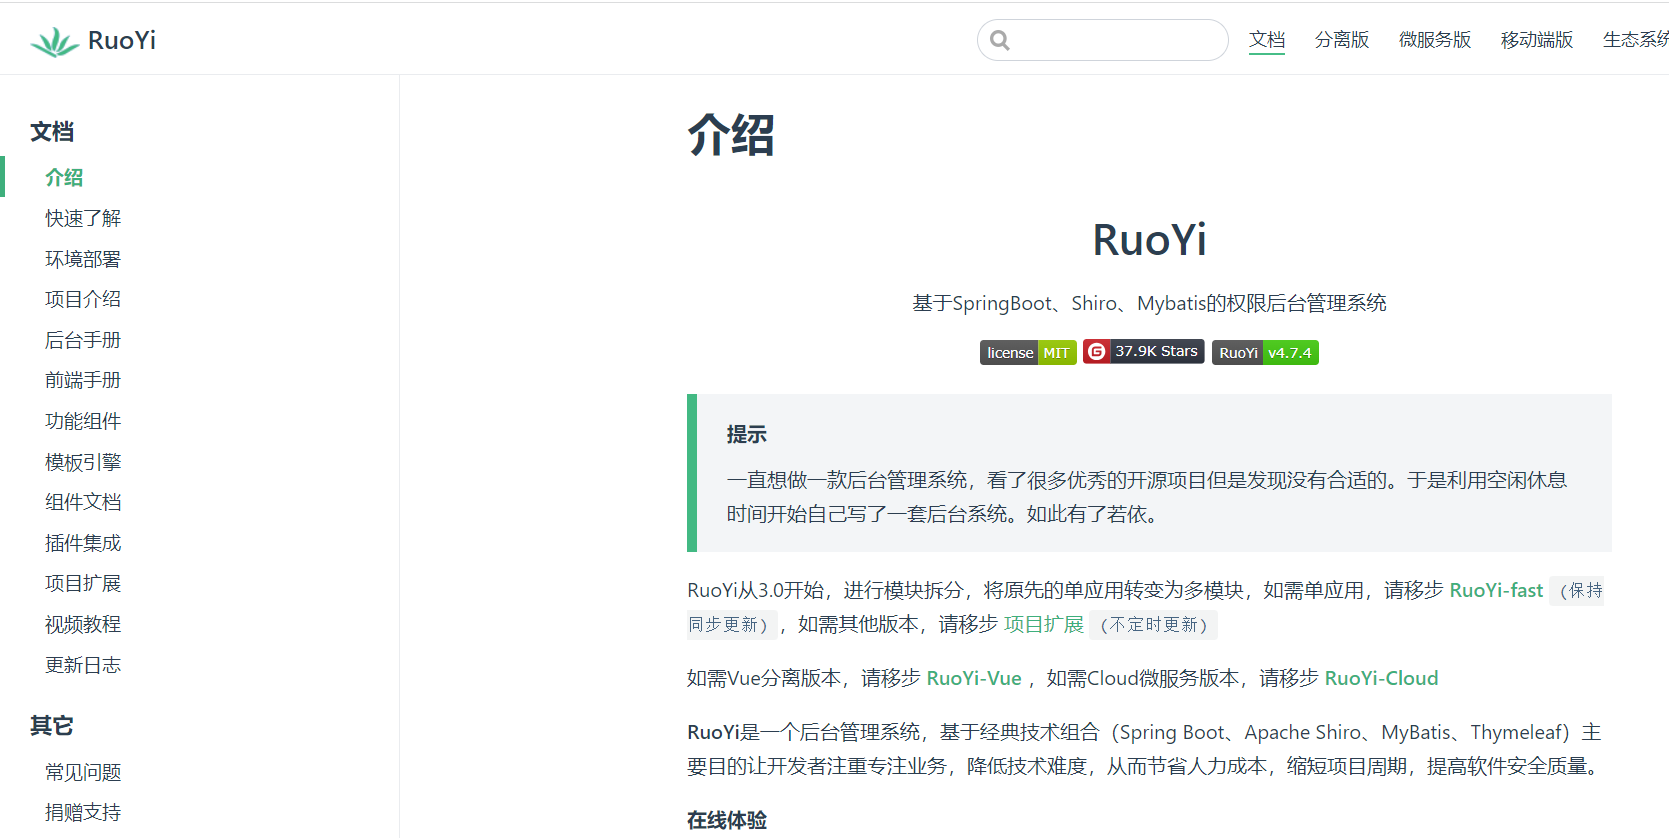 RuoYi
文档 分离版 微服务版 移动端版 生态系统
文档
介绍
快速了解
环境部署
项目介绍
后台手册
前端手册
功能组件
模板引擎
组件文档
插件集成
项目扩展
视频教程
更新日志
其它
常见问题
捐赠支持
介绍
RuoYi
基于SpringBoot、Shiro、Mybatis的权限后台管理系统
license MIT G 37.9K Stars RuoYi v4.7.4
提示
一直想做一款后台管理系统，看了很多优秀的开源项目但是发现没有合适的。于是利用空闲休息
时间开始自己写了一套后台系统。如此有了若依。
RuoYi从3.0开始，进行模块拆分，将原先的单应用转变为多模块，如需单应用，请移步 RuoYi-fast （保持
同步更新），如需其他版本，请移步 项目扩展 （不定时更新）
如需Vue分离版本，请移步 RuoYi-Vue ，如需Cloud微服务版本，请移步 RuoYi-Cloud
RuoYi是一个后台管理系统，基于经典技术组合（Spring Boot、Apache Shiro、MyBatis、Thymeleaf）主
要目的让开发者注重专注业务，降低技术难度，从而节省人力成本，缩短项目周期，提高软件安全质量。
在线体验